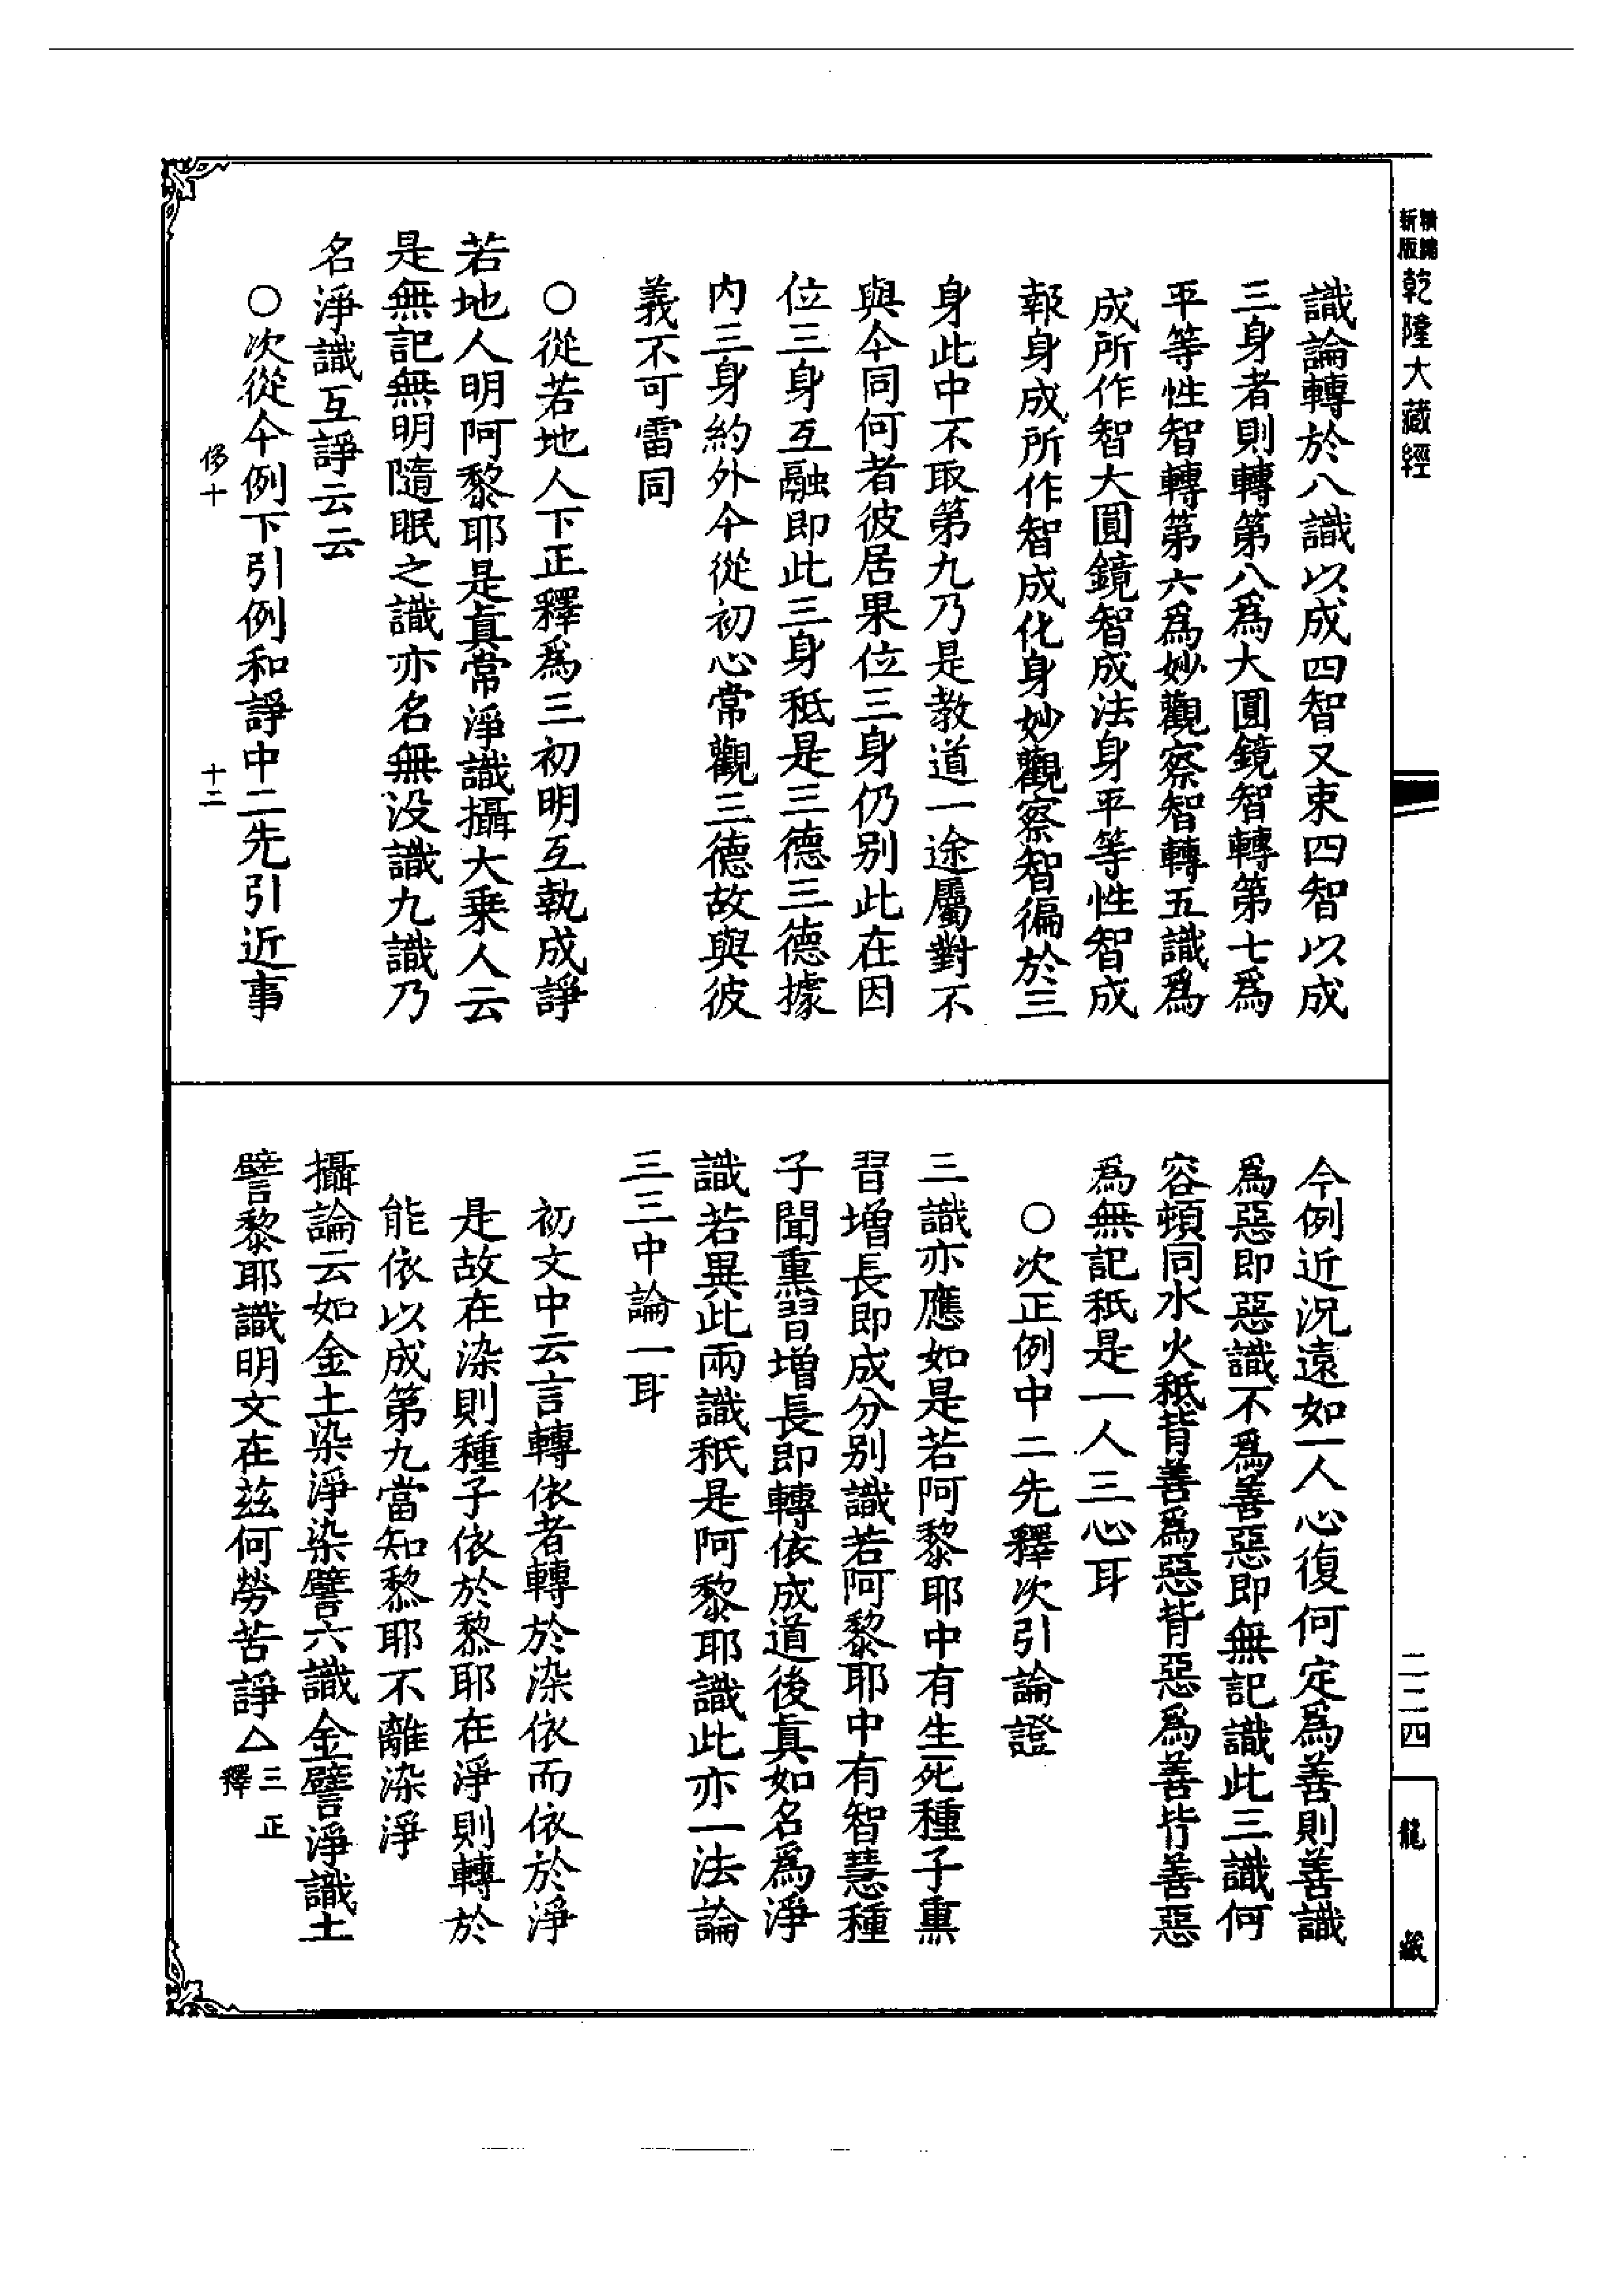 精鏽新版
乾隆大藏經
識論轉於八識以成四智又束四智以成
三身者則轉第八為大圓鏡智轉第七為
平等性智轉第六為妙觀察智轉五識為
成所作智大圓鏡智成法身平等性智成
報身成所作智成化身妙觀察智徧於三
身此中不取第九乃是教道一途屬對不
與今同何者彼居果位三身仍別此在因
位三身互融即此三身秖是三德三德據
内三身約外今從初心常觀三德故與彼
義不可雷同
○從若地人下正釋為三初明互執成諍
若地人明阿黎耶是真常淨識攝大乗人云
是無記無明隨眠之識亦名無没識九識乃
名淨識互諍云云
○次從今例下引例和諍中二先引近事
十二
今例近況遠如一人心復何定為善則善識
為惡即惡識不為善惡即無記識此三識何
容頓同水火秖背善為惡背惡為善皆善惡
為無記秖是一人三心耳
○次正例中二先釋次引論證
三識亦應如是若阿黎耶中有生死種子熏
習增長即成分別識若阿黎耶中有智慧種
子聞熏習增長即轉依成道後真如名為淨
識若異此兩識秖是阿黎耶識此亦一法論
三三中論一耳
初文中云言轉依者轉於染依而依於淨
是故在染則種子依於黎耶在淨則轉於
能依以成第九當知黎耶不離染淨
攝論云如金土染淨染譬六識金譬淨識土
譬黎耶識明文在茲何勞苦諍△三正釋
二二四
龍藏